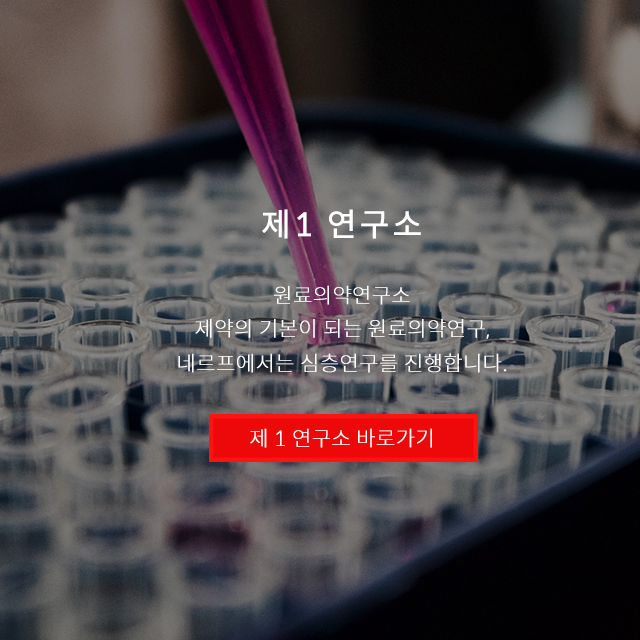 제1 연구소
원료의약연구소
제약의 기본이 되는 원료의약연구,
네르프에서는 심층연구를 진행합니다.
제 1 연구소 바로가기